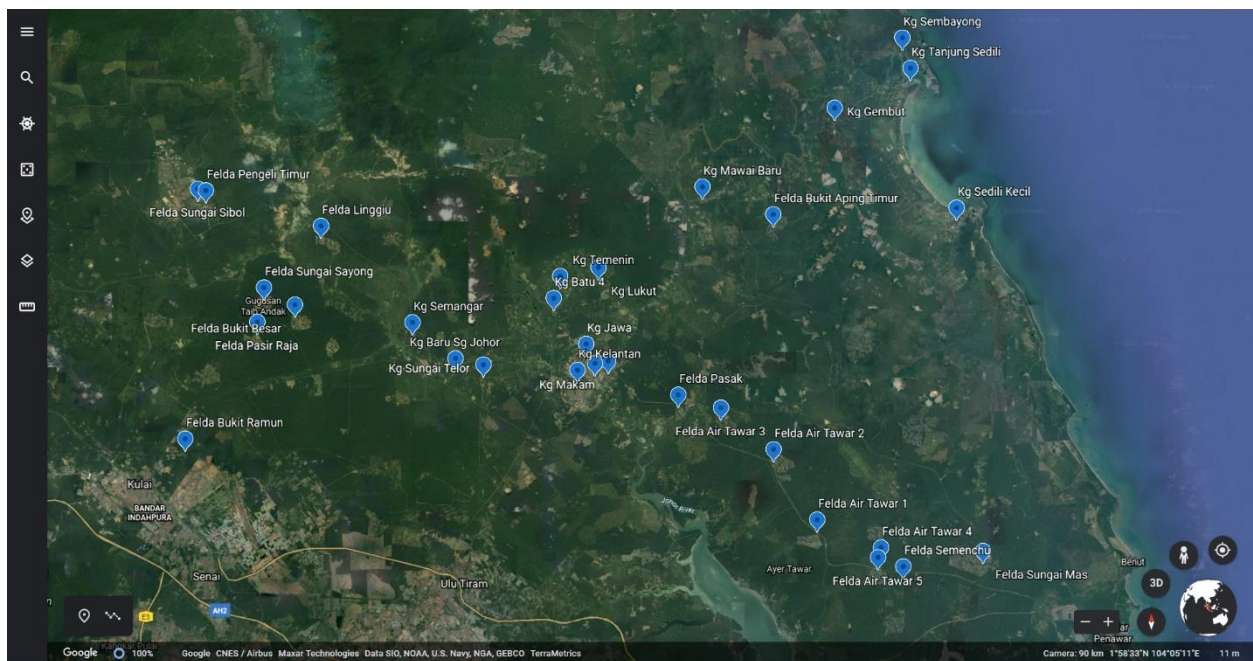 Kg Sembayong
Kg Tanjung Sedili
Kg Gembut
Kg Mawai Baru
Felda Pengeli Timur
Felda Bukit Aping Timur
Kg Sedili Kecil
Felda Sungai Sibol
Felda Linggiu
Kg Temenin
Felda Sungai Sayong
Kg Batu 4
Kg Lukut
Gugusan
Taib Andak
Kg Semangar
Felda Bukit Besar
Kg Jawa
Kg Baru Sg Johor
Felda Pasir Raja
Kg Kelantan
Kg Sungai Telor
Kg Makam
Felda Pasak
Felda Air Tawar 3
Felda Air Tawar 2
Felda Bukit Ramun
Kulai
BANDAR
INDAHPURA
Felda Air Tawar 1
Johor River
Felda Air Tawar 4
Felda Semenchu
Benut
Ayer Tawar
Felda Air Tawar 5
Felda Sungai Mas
Senai
Ulu Tiram
3D
AH2
E3
Penawar
Google 100% Google CNES / Airbus Maxar Technologies Data SIO, NOAA, U.S. Navy, NGA, GEBCO TerraMetrics Camera: 90 km 1°58'33"N 104°05'11"E 11 m